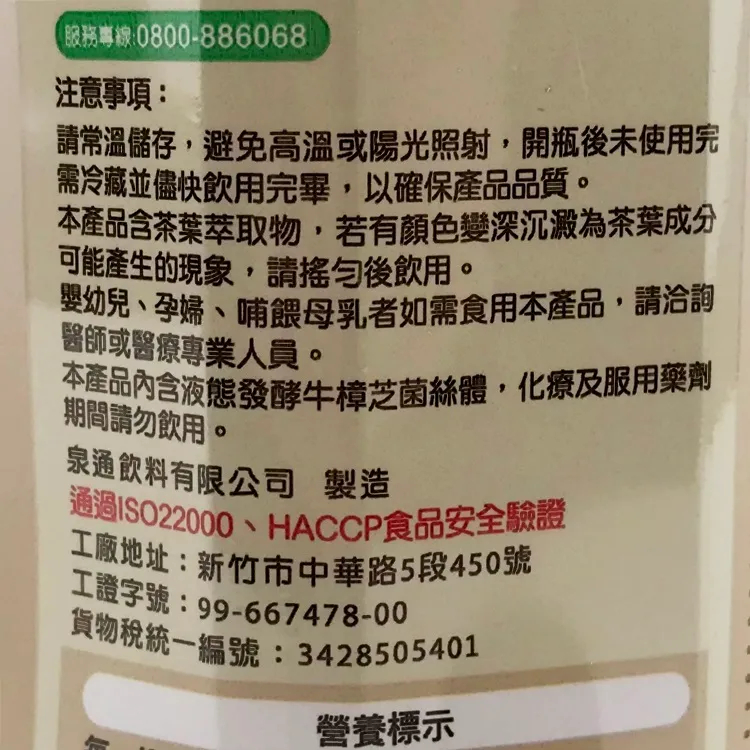 服務專線:0800-886068
注意事項：
請常溫儲存，避免高溫或陽光照射，開瓶後未使用完
需冷藏並儘快飲用完畢，以確保產品品質。
本產品含茶葉萃取物，若有顏色變深沉澱為茶葉成分
可能產生的現象，請搖勻後飲用。
嬰幼兒、孕婦、哺餵母乳者如需食用本產品，請洽詢
醫師或醫療專業人員。
本產品內含液態發酵牛樟芝菌絲體，化療及服用藥劑
期間請勿飲用。
泉通飲料有限公司 製造
通過ISO22000、HACCP食品安全驗證
工廠地址：新竹市中華路5段450號
工證字號：99-667478-00
貨物稅統一編號：3428505401
營養標示